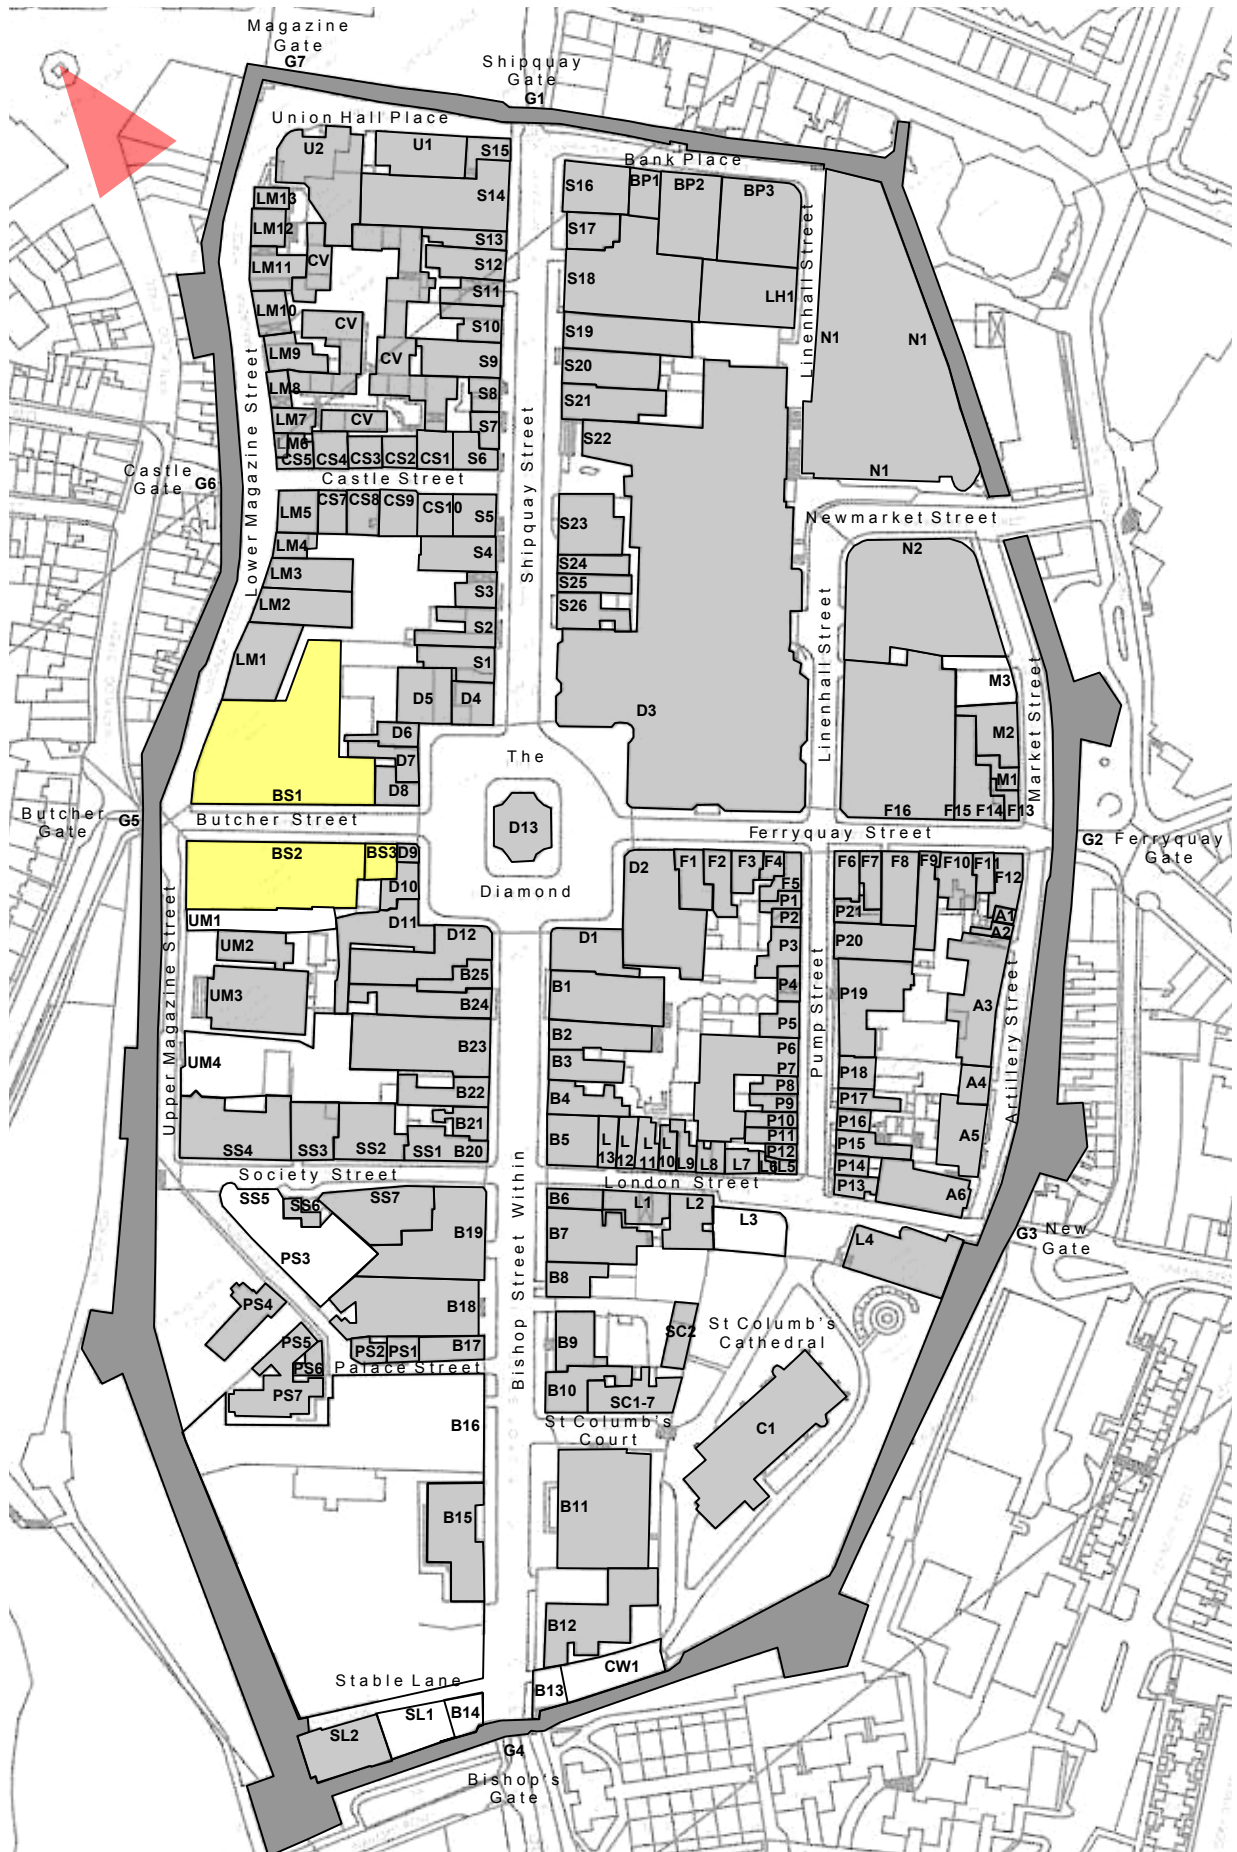 Magazine
Gate
G7
Shipquay
Gate
G1
Union Hall Place
U2
U1
S15
S14
Bank Place
S16
BP1
BP2
BP3
LM13
LM12
S13
S17
LM11
CV
S12
S18
S11
LH1
LM10
CV
S10
S19
N1
N1
LM9
CV
S9
S20
LM8
S8
S21
LM7
CV
S7
S22
LM6
CS5
CS4
CS3
CS2
CS1
S6
N1
Castle
Gate
G6
Castle Street
Lower Magazine Street
Shipquay Street
Linenhall Street
LM5
CS7
CS8
CS9
CS10
S5
S23
Newmarket Street
LM4
S4
N2
LM3
S24
S3
S25
LM2
S26
S2
LM1
S1
Linenhall Street
M3
Market Street
D5
D4
D3
D6
M2
D7
The
M1
D8
BS1
F16
F15
F14
F13
Butcher
Gate
G5
Butcher Street
D13
Ferryquay Street
G2
Ferryquay
Gate
BS2
BS3
D9
D2
F1
F2
F3
F4
F5
F6
F7
F8
F9
F10
F11
F12
D10
Diamond
P1
UM1
D11
P2
P21
A1
A2
D12
D1
UM2
P3
P20
B25
B1
P4
UM3
B24
P19
A3
B2
P5
B23
P6
UM4
B3
P7
P18
B22
P8
A4
B4
P9
P17
B21
P10
P16
B5
L
13
L
12
L
11
L
10
L9
L8
L7
L6
L5
P11
P12
P15
A5
SS4
SS3
SS2
SS1
B20
P14
P13
A6
Upper Magazine Street
Pump Street
Artillery Street
Society Street
London Street
SS5
SS6
SS7
B6
L1
L2
L3
B19
B7
L4
G3
New
Gate
PS3
B8
PS4
B18
Bishop Street Within
St Columb's
Cathedral
PS5
B9
SC2
PS6
PS2
PS1
B17
Palace Street
PS7
B10
SC1-7
B16
St Columb's
Court
C1
B15
B11
B12
Stable Lane
CW1
B13
SL1
B14
SL2
G4
Bishop's
Gate